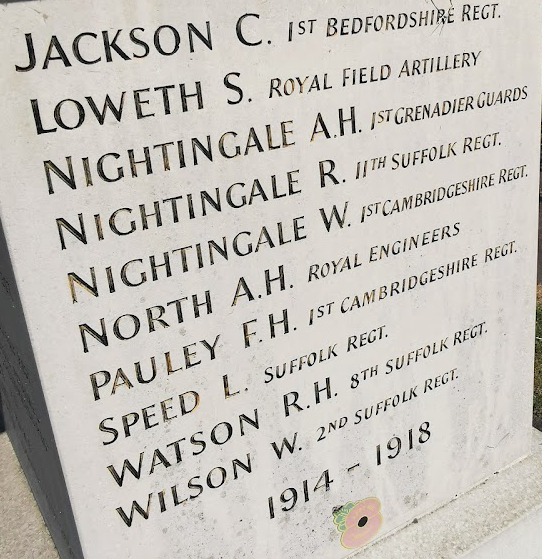 JACKSON C. 1ST BEDFORDSHIRE REGT.
LOWETH S. ROYAL FIELD ARTILLERY
NIGHTINGALE A.H. 1ST GRENADIER GUARDS
NIGHTINGALE R. 11TH SUFFOLK REGT.
NIGHTINGALE W. 1ST CAMBRIDGESHIRE REGT.
NORTH A.H. ROYAL ENGINEERS
PAULEY F.H. 1ST CAMBRIDGESHIRE REGT.
SPEED L. SUFFOLK REGT.
WATSON R.H. 8TH SUFFOLK REGT.
WILSON W. 2ND SUFFOLK REGT.
1914 - 1918